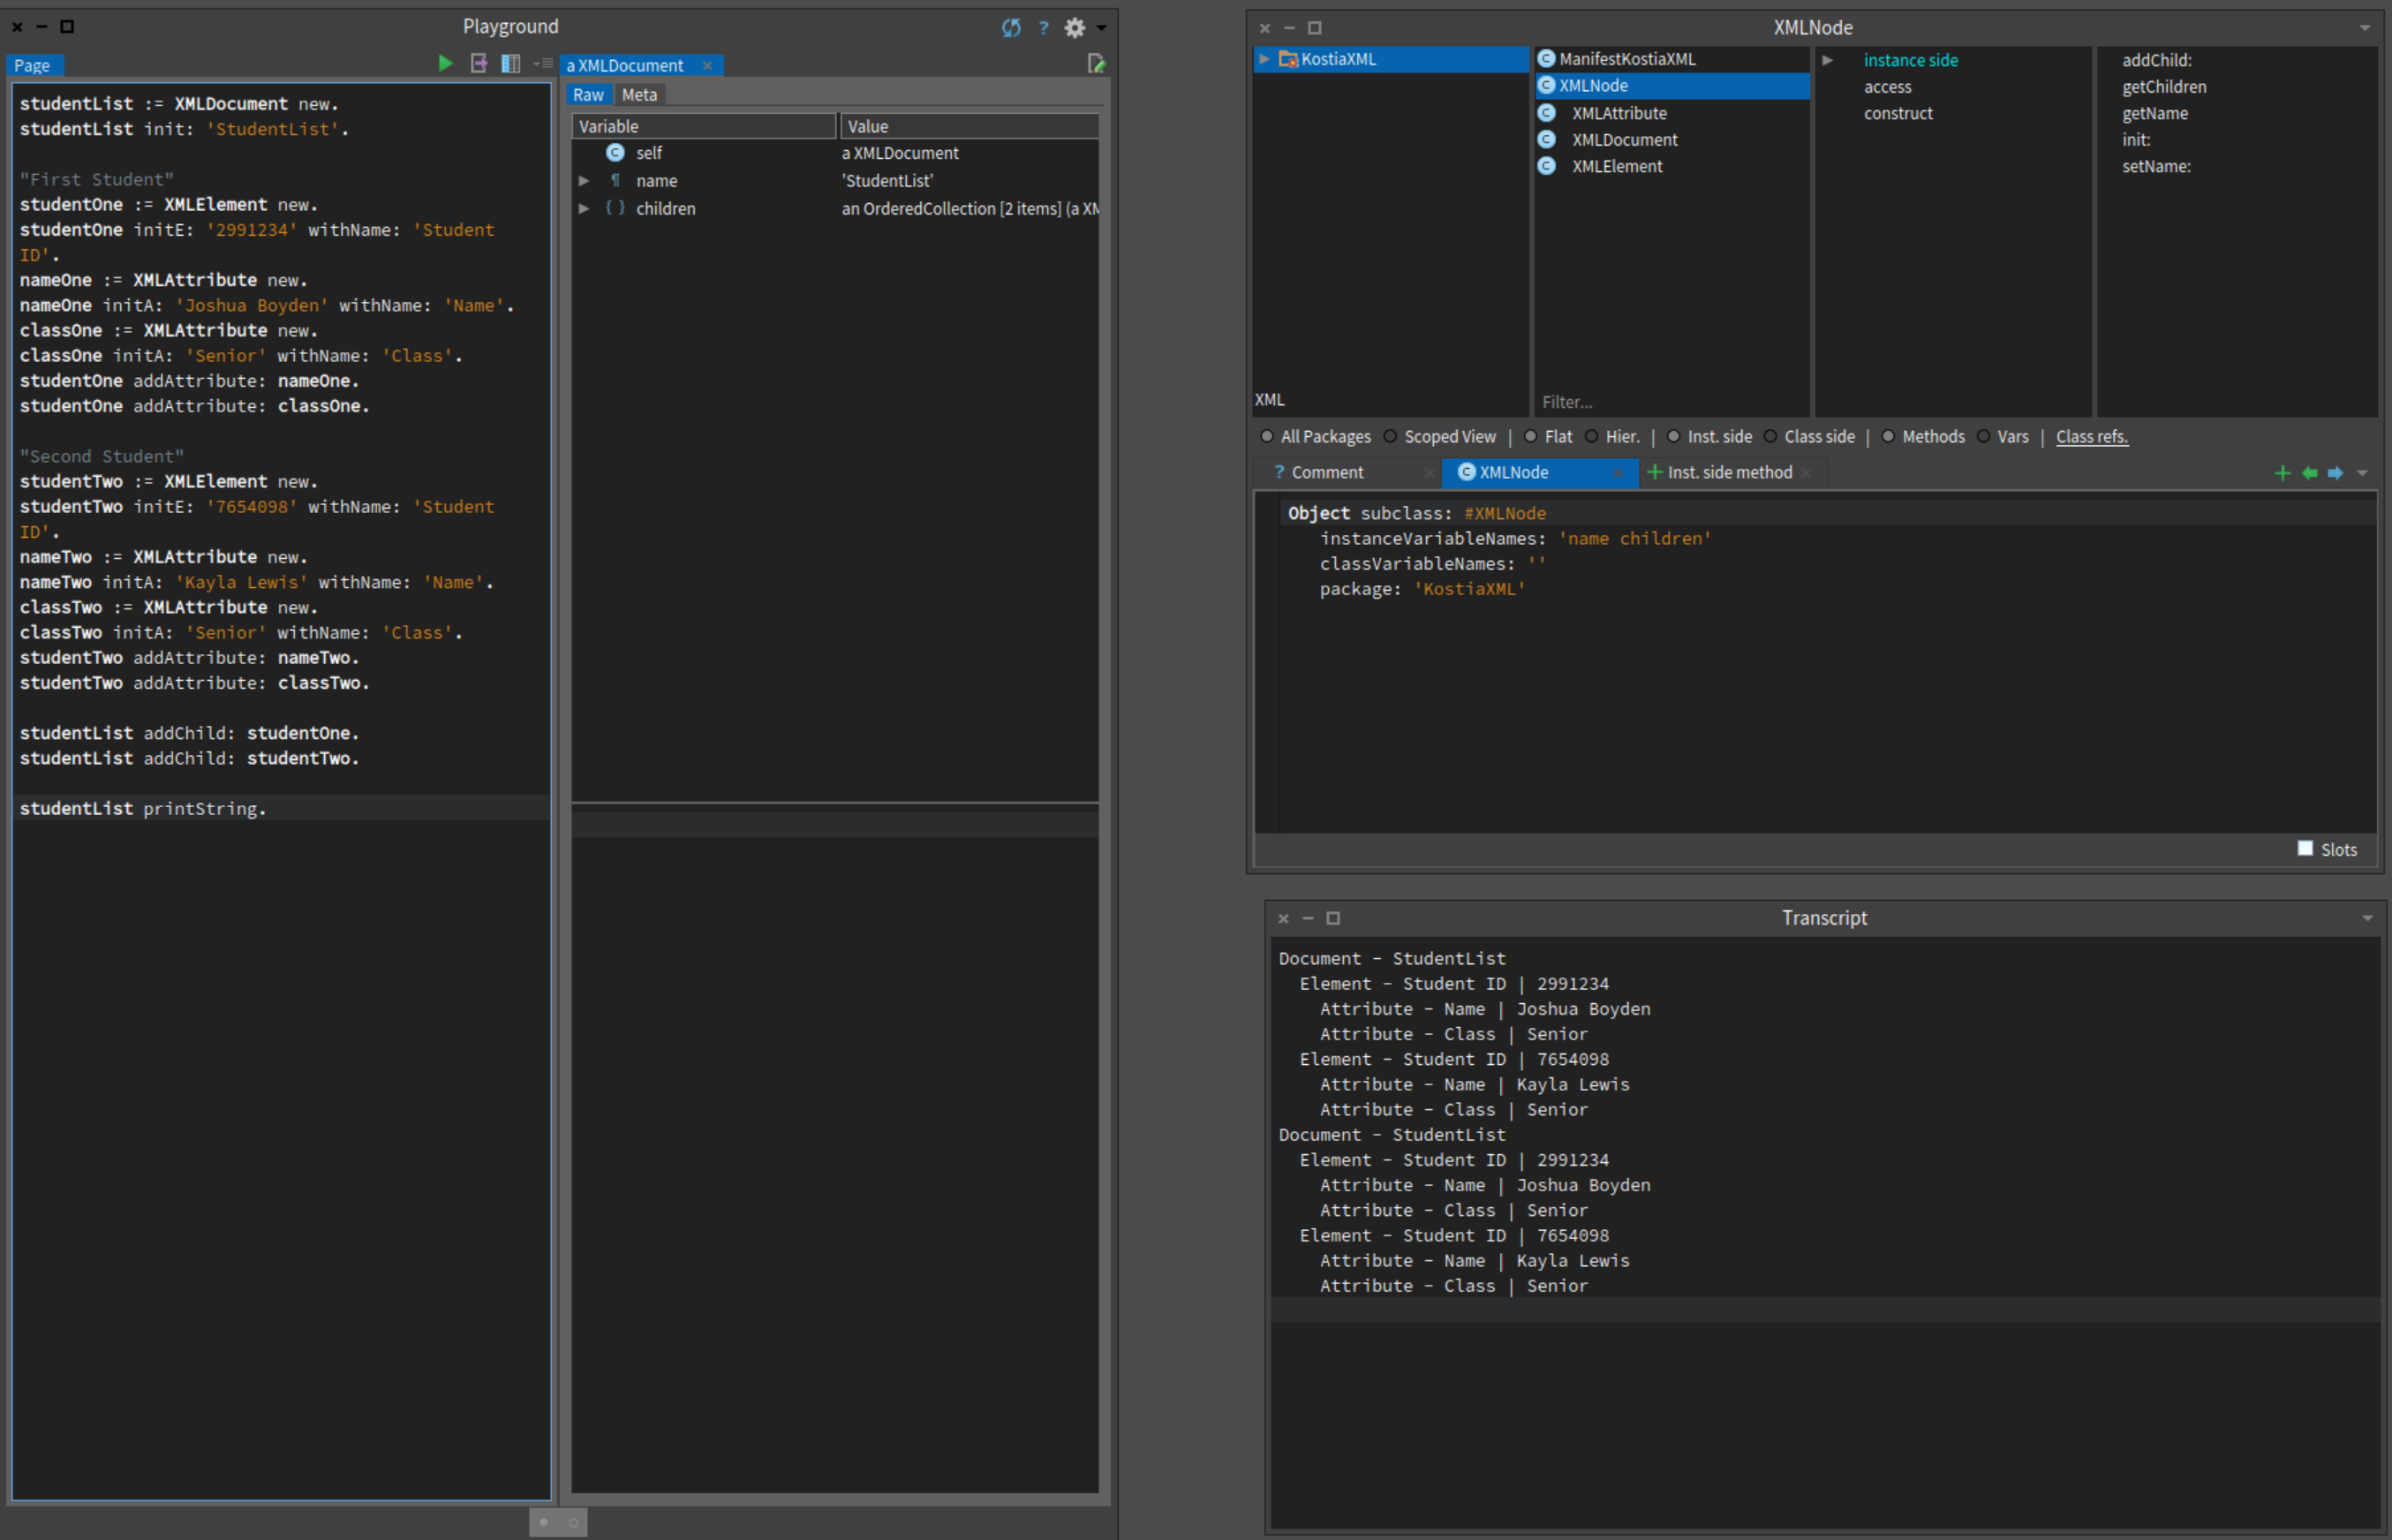 Playground
Page
studentList := XMLDocument new.
studentList init: 'StudentList'.
"First Student"
studentOne := XMLElement new.
studentOne initE: '2991234' withName: 'Student
ID'.
nameOne := XMLAttribute new.
nameOne initA: 'Joshua Boyden' withName: 'Name'.
classOne := XMLAttribute new.
classOne initA: 'Senior' withName: 'Class'.
studentOne addAttribute: nameOne.
studentOne addAttribute: classOne.
"Second Student"
studentTwo := XMLElement new.
studentTwo initE: '7654098' withName: 'Student
ID'.
nameTwo := XMLAttribute new.
nameTwo initA: 'Kayla Lewis' withName: 'Name'.
classTwo := XMLAttribute new.
classTwo initA: 'Senior' withName: 'Class'.
studentTwo addAttribute: nameTwo.
studentTwo addAttribute: classTwo.
studentList addChild: studentOne.
studentList addChild: studentTwo.
studentList printString.
a XMLDocument
Raw Meta
Variable Value
self a XMLDocument
name 'StudentList'
children an OrderedCollection [2 items] (a XM
XMLNode
KostiaXML
XML
ManifestKostiaXML
XMLNode
XMLAttribute
XMLDocument
XMLElement
Filter...
instance side
access
construct
addChild:
getChildren
getName
init:
setName:
All Packages Scoped View | Flat Hier. | Inst. side Class side | Methods Vars | Class refs.
? Comment XMLNode + Inst. side method
Object subclass: #XMLNode
instanceVariableNames: 'name children'
classVariableNames: ''
package: 'KostiaXML'
Slots
Transcript
Document - StudentList
Element - Student ID | 2991234
Attribute - Name | Joshua Boyden
Attribute - Class | Senior
Element - Student ID | 7654098
Attribute - Name | Kayla Lewis
Attribute - Class | Senior
Document - StudentList
Element - Student ID | 2991234
Attribute - Name | Joshua Boyden
Attribute - Class | Senior
Element - Student ID | 7654098
Attribute - Name | Kayla Lewis
Attribute - Class | Senior